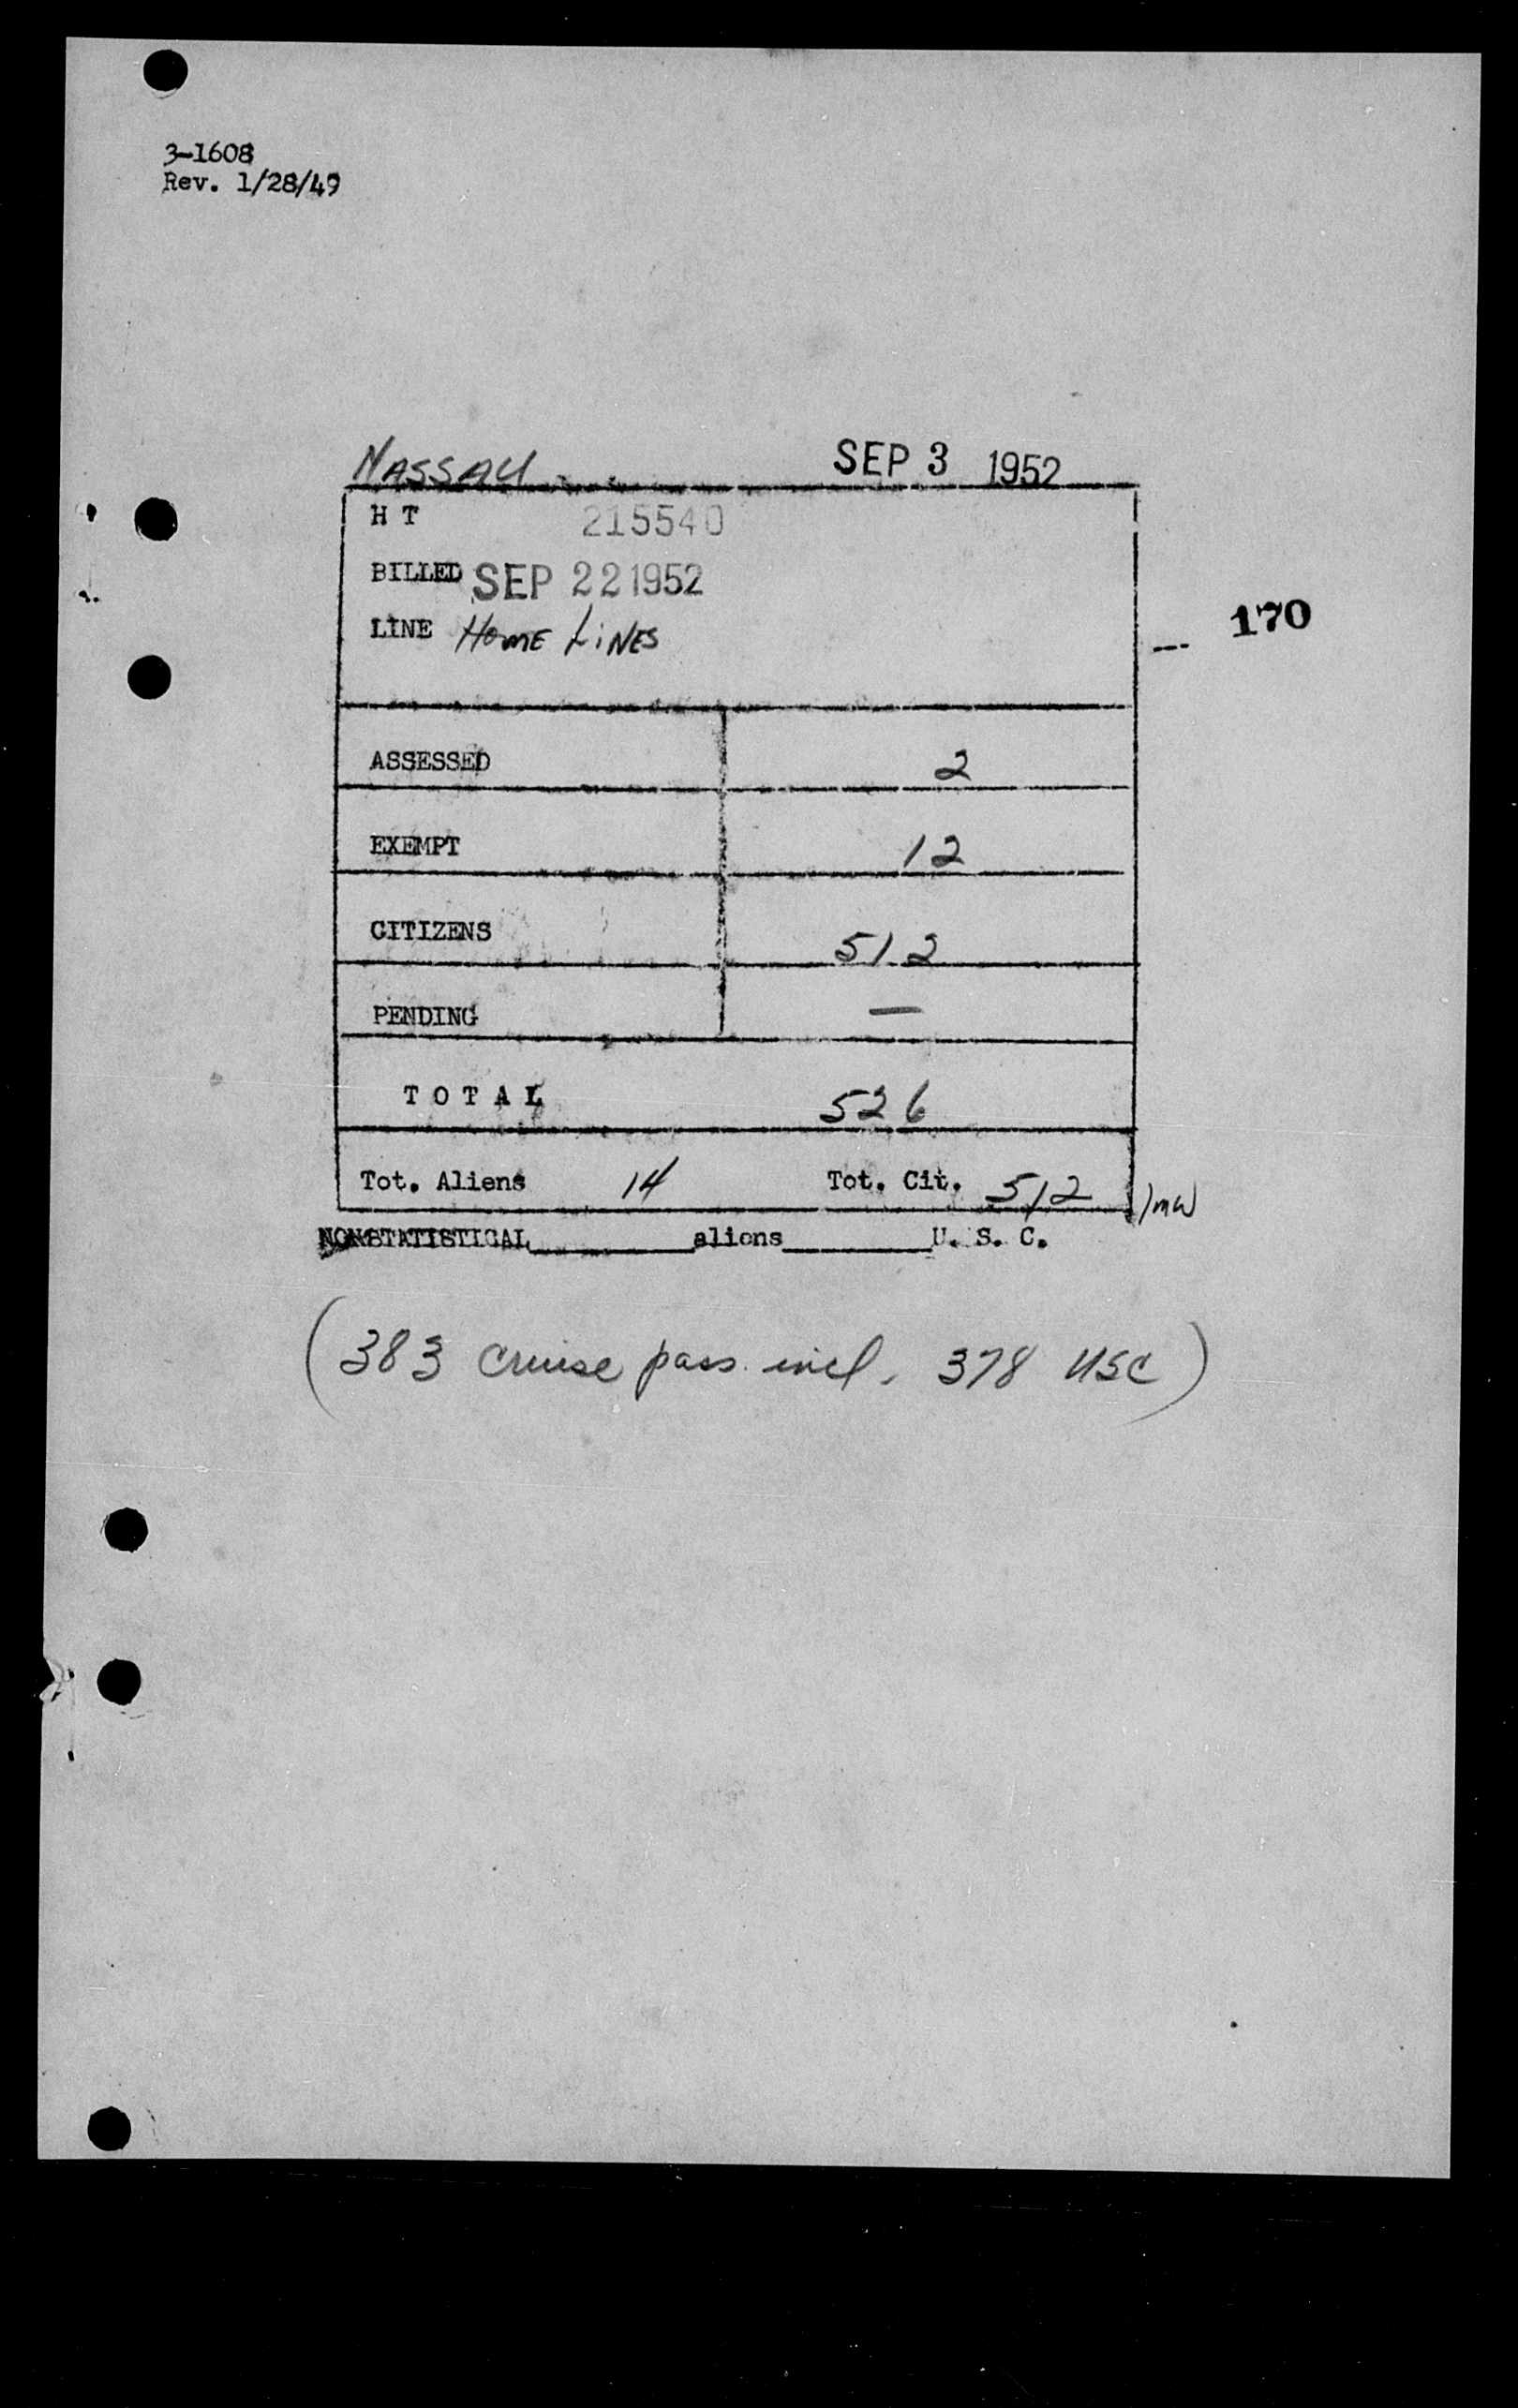 3-1608
Rev. 1/28/49
NASSAU SEP 3 1952
H T 215540
BILLED SEP 22 1952
LINE HOME LINES
170
ASSESSED 2
EXEMPT 12
CITIZENS 512
PENDING —
TOTAL 526
Tot. Aliens 14 Tot. Cit. 512
NONSTATISTICAL aliens U. S. C.
(383 cruise pass. incl. 378 USC)